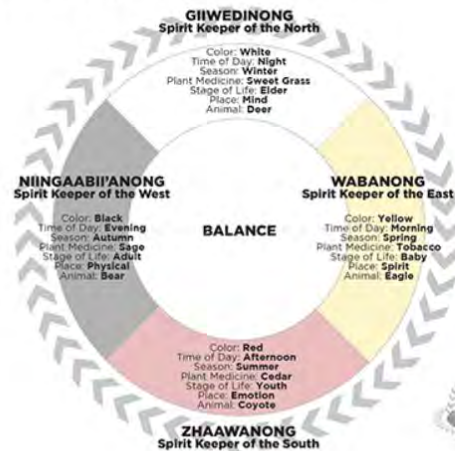 GIIWEDINONG
Spirit Keeper of the North
Color: White
Time of Day: Night
Season: Winter
Plant Medicine: Sweet Grass
Stage of Life: Elder
Place: Mind
Animal: Deer
NIINGAABII'ANONG
Spirit Keeper of the West
Color: Black
Time of Day: Evening
Season: Autumn
Plant Medicine: Sage
Stage of Life: Adult
Place: Physical
Animal: Bear
BALANCE
WABANONG
Spirit Keeper of the East
Color: Yellow
Time of Day: Morning
Season: Spring
Plant Medicine: Tobacco
Stage of Life: Baby
Place: Spirit
Animal: Eagle
Color: Red
Time of Day: Afternoon
Season: Summer
Plant Medicine: Cedar
Stage of Life: Youth
Place: Emotion
Animal: Coyote
ZHAAWANONG
Spirit Keeper of the South